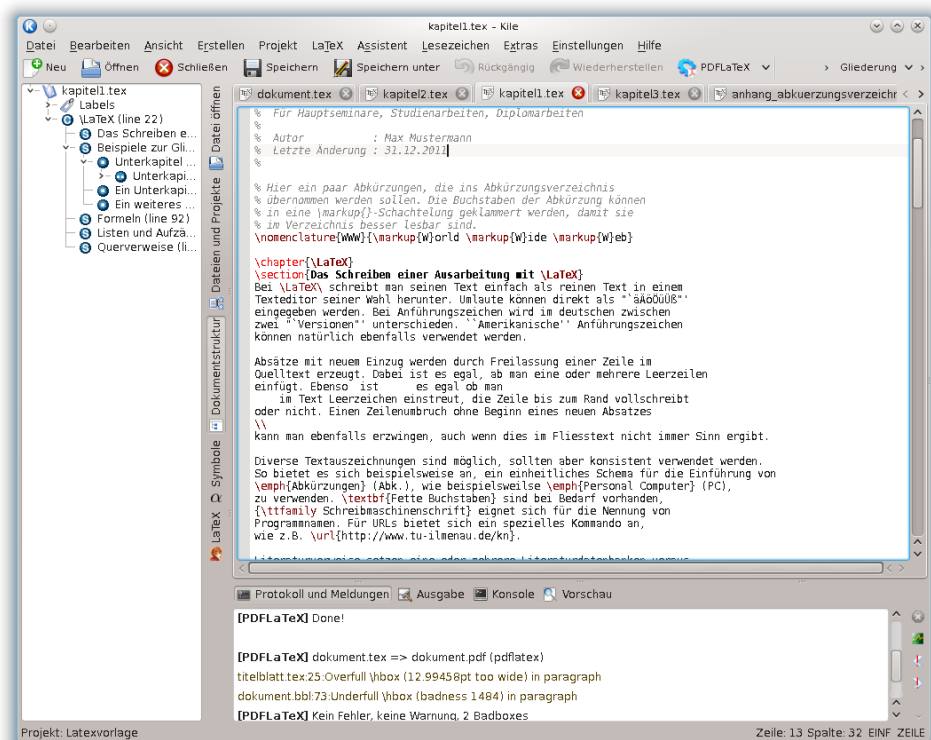 kapitel1.tex – Kile
Datei Bearbeiten Ansicht Erstellen Projekt LaTeX Assistent Lesezeichen Extras Einstellungen Hilfe
Neu Öffnen Schließen Speichern Speichern unter Rückgängig Wiederherstellen PDFLaTeX Gliederung
kapitel1.tex
Labels
\LaTeX (line 22)
Das Schreiben e...
Beispiele zur Gli...
Unterkapitel ...
Unterkapi...
Ein Unterkapi...
Ein weiteres ...
Formeln (line 92)
Listen und Aufzä...
Querverweise (li...
Datei öffnen
Dateien und Projekte
Dokumentstruktur
Symbole
LaTeX
dokument.tex kapitel2.tex kapitel1.tex kapitel3.tex anhang_abkuerzungsverzeichr
% Für Hauptseminare, Studienarbeiten, Diplomarbeiten
%
% Autor : Max Mustermann
% Letzte Änderung : 31.12.2011
%
% Hier ein paar Abkürzungen, die ins Abkürzungsverzeichnis
% übernommen werden sollen. Die Buchstaben der Abkürzung können
% in eine \markup{}-Schachtelung geklammert werden, damit sie
% im Verzeichnis besser lesbar sind.
\nomenclature{WWW}{\markup{W}orld \markup{W}ide \markup{W}eb}
\chapter{\LaTeX}
\section{Das Schreiben einer Ausarbeitung mit \LaTeX}
Bei \LaTeX\ schreibt man seinen Text einfach als reinen Text in einem
Texteditor seiner Wahl herunter. Umlaute können direkt als "`äÄöÖüÜß"'
eingegeben werden. Bei Anführungszeichen wird im deutschen zwischen
zwei "`Versionen"' unterschieden. ``Amerikanische'' Anführungszeichen
können natürlich ebenfalls verwendet werden.
Absätze mit neuem Einzug werden durch Freilassung einer Zeile im
Quelltext erzeugt. Dabei ist es egal, ab man eine oder mehrere Leerzeilen
einfügt. Ebenso ist es egal ob man
im Text Leerzeichen einstreut, die Zeile bis zum Rand vollschreibt
oder nicht. Einen Zeilenumbruch ohne Beginn eines neuen Absatzes
\\
kann man ebenfalls erzwingen, auch wenn dies im Fliesstext nicht immer Sinn ergibt.
Diverse Textauszeichnungen sind möglich, sollten aber konsistent verwendet werden.
So bietet es sich beispielsweise an, ein einheitliches Schema für die Einführung von
\emph{Abkürzungen} (Abk.), wie beispielsweilse \emph{Personal Computer} (PC),
zu verwenden. \textbf{Fette Buchstaben} sind bei Bedarf vorhanden,
{\ttfamily Schreibmaschinenschrift} eignet sich für die Nennung von
Programmnamen. Für URLs bietet sich ein spezielles Kommando an,
wie z.B. \url{http://www.tu-ilmenau.de/kn}.
Literaturverweise setzen eine oder mehrere Literaturdatenbanken voraus
Protokoll und Meldungen Ausgabe Konsole Vorschau
[PDFLaTeX] Done!
[PDFLaTeX] dokument.tex => dokument.pdf (pdflatex)
titelblatt.tex:25:Overfull \hbox (12.99458pt too wide) in paragraph
dokument.bbl:73:Underfull \hbox (badness 1484) in paragraph
[PDFLaTeX] Kein Fehler, keine Warnung, 2 Badboxes
Projekt: Latexvorlage Zeile: 13 Spalte: 32 EINF ZEILE